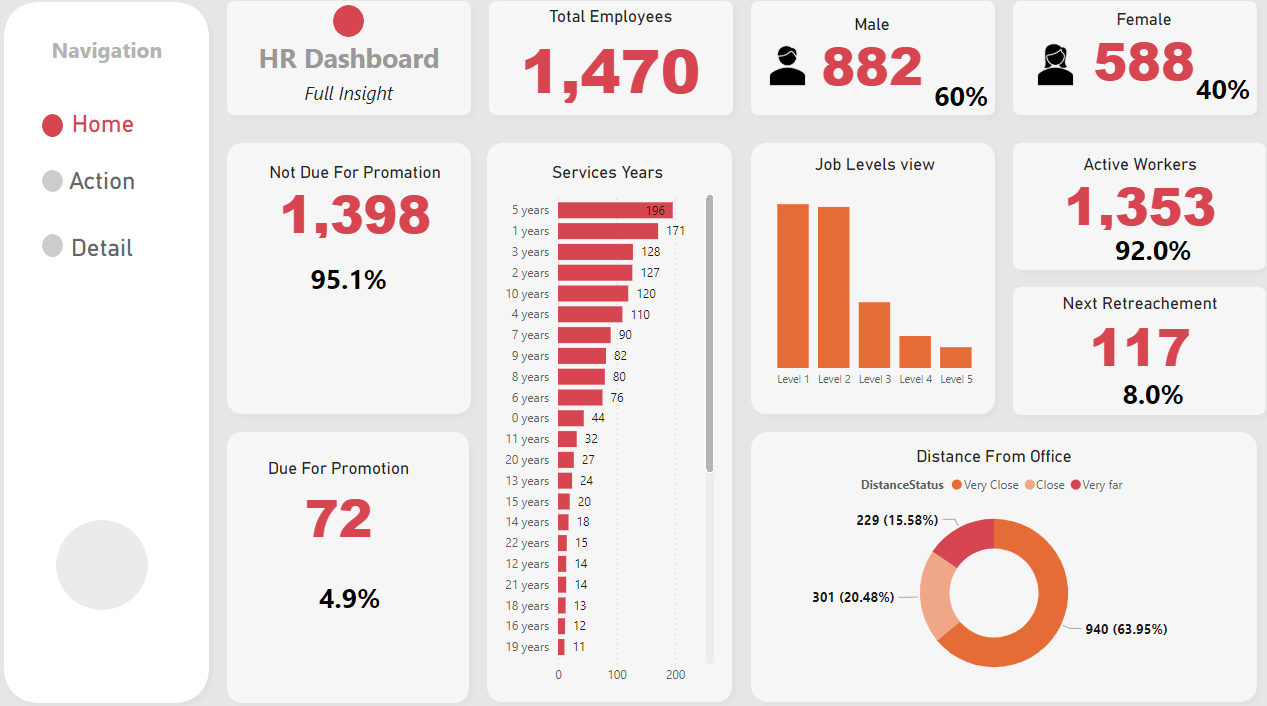 Navigation
Home
Action
Detail
HR Dashboard
Full Insight
Total Employees
1,470
Male
882
60%
Female
588
40%
Not Due For Promation
1,398
95.1%
Due For Promotion
72
4.9%
Services Years
5 years 196
1 years 171
3 years 128
2 years 127
10 years 120
4 years 110
7 years 90
9 years 82
8 years 80
6 years 76
0 years 44
11 years 32
20 years 27
13 years 24
15 years 20
14 years 18
22 years 15
12 years 14
21 years 14
18 years 13
16 years 12
19 years 11
0 100 200
Job Levels view
Level 1 Level 2 Level 3 Level 4 Level 5
Active Workers
1,353
92.0%
Next Retreachement
117
8.0%
Distance From Office
DistanceStatus Very Close Close Very far
229 (15.58%)
301 (20.48%)
940 (63.95%)